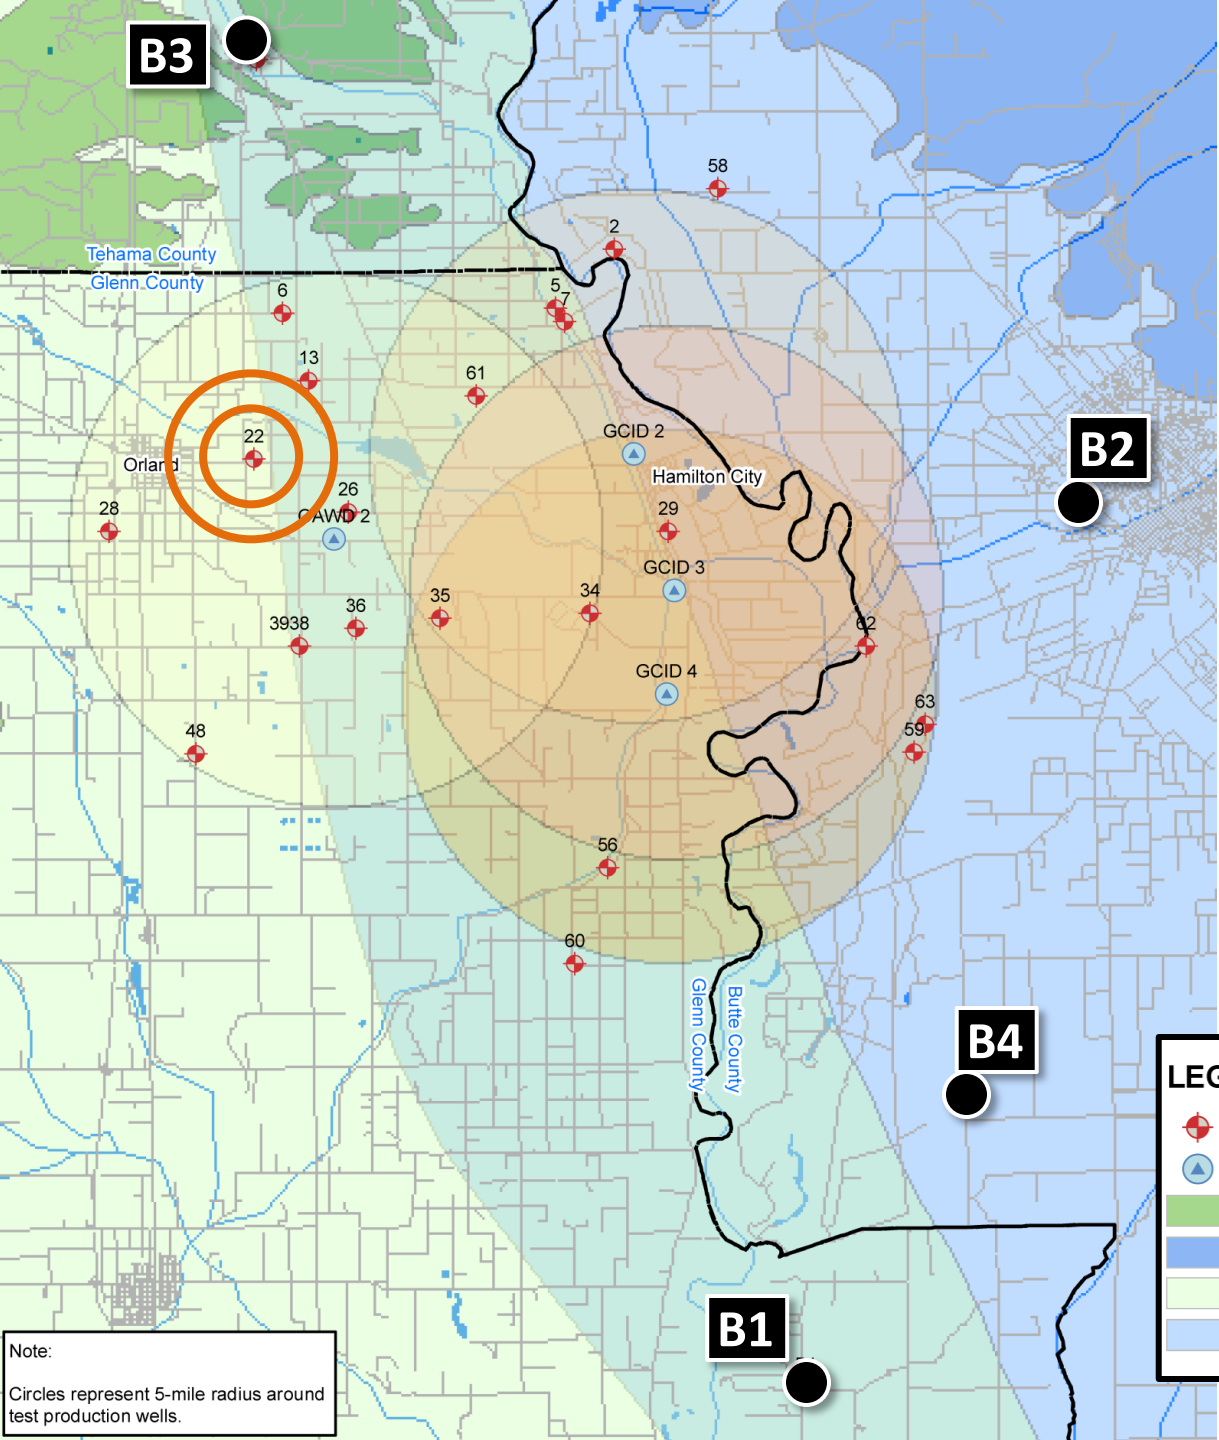 B3
58
2
Tehama County
Glenn County
6
5
7
13
61
22
GCID 2
B2
Orland
Hamilton City
26
28
29
CAWD 2
GCID 3
35
34
36
3938
62
GCID 4
63
48
59
56
60
Glenn County
Butte County
B4
LEG
B1
Note:
Circles represent 5-mile radius around
test production wells.